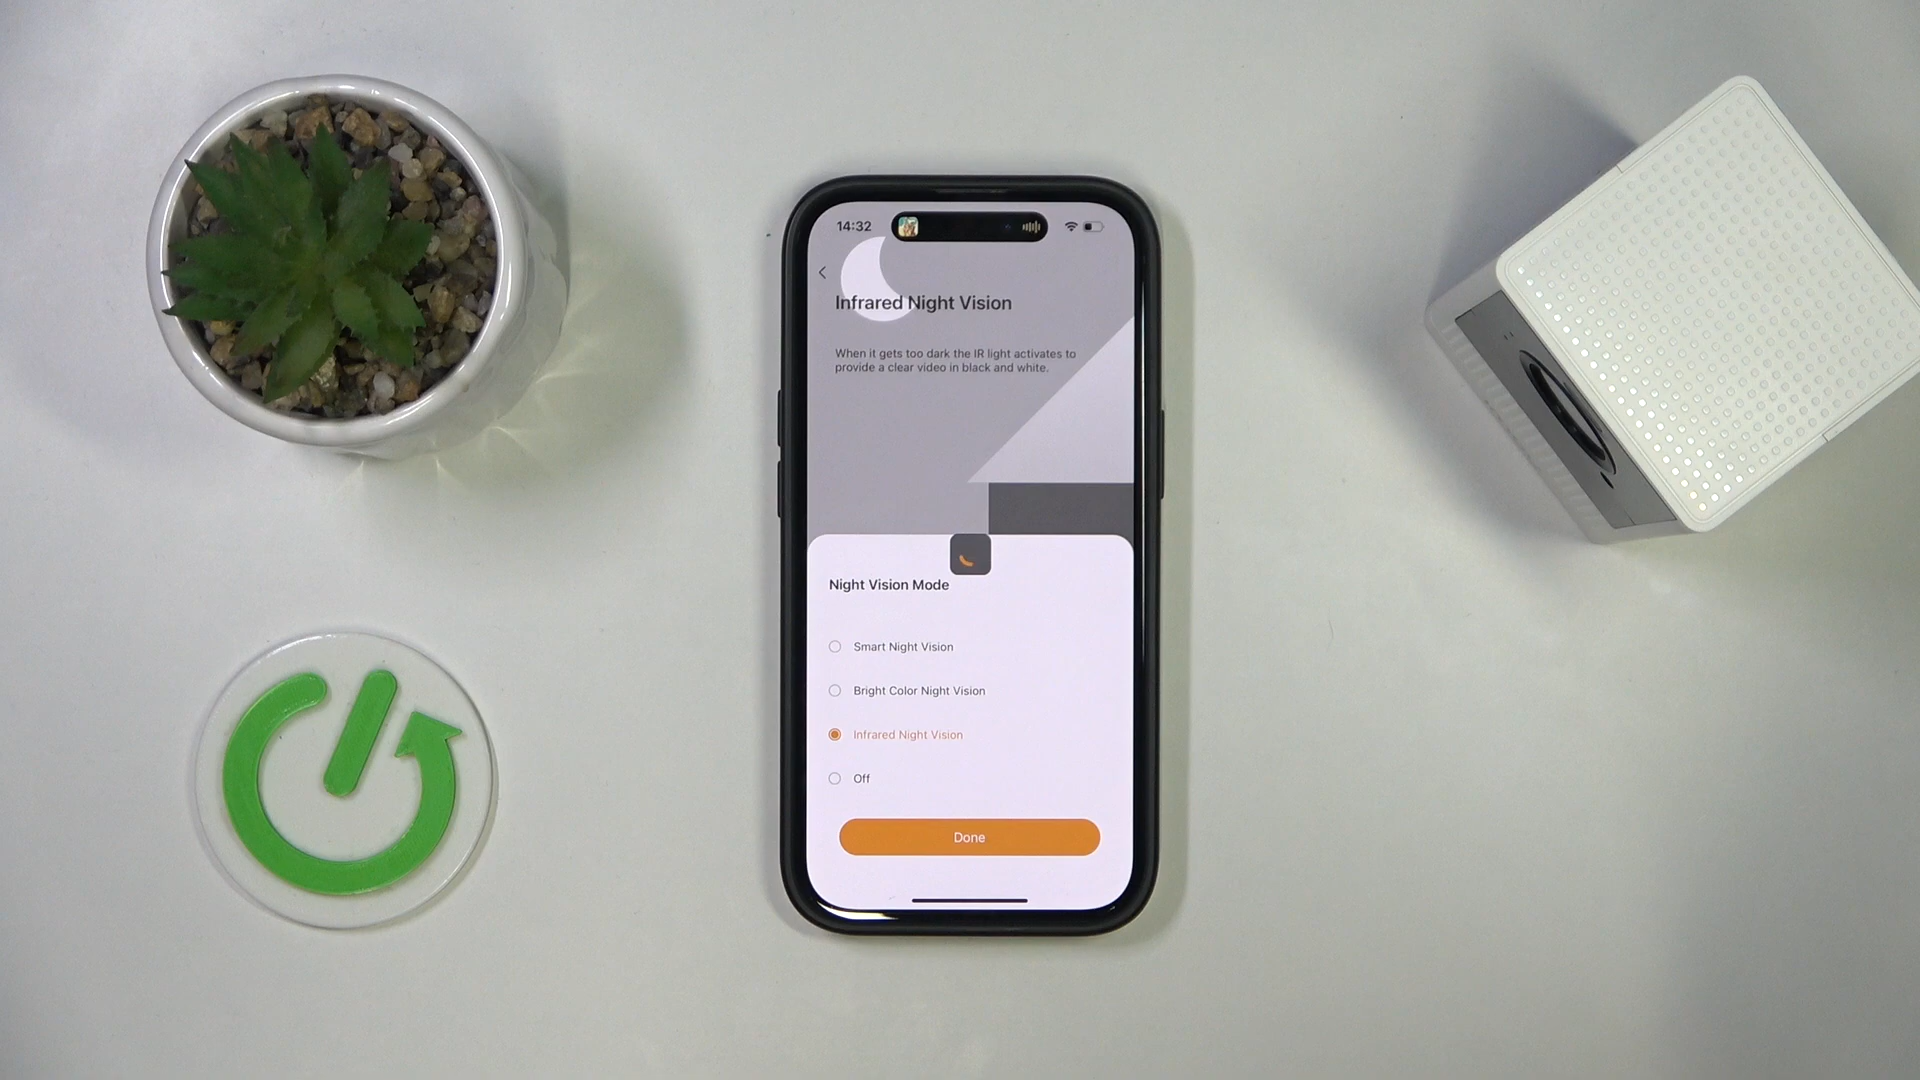 14:32
Infrared Night Vision
When it gets too dark the IR light activates to
provide a clear video in black and white.
Night Vision Mode
Smart Night Vision
Bright Color Night Vision
Infrared Night Vision
Off
Done